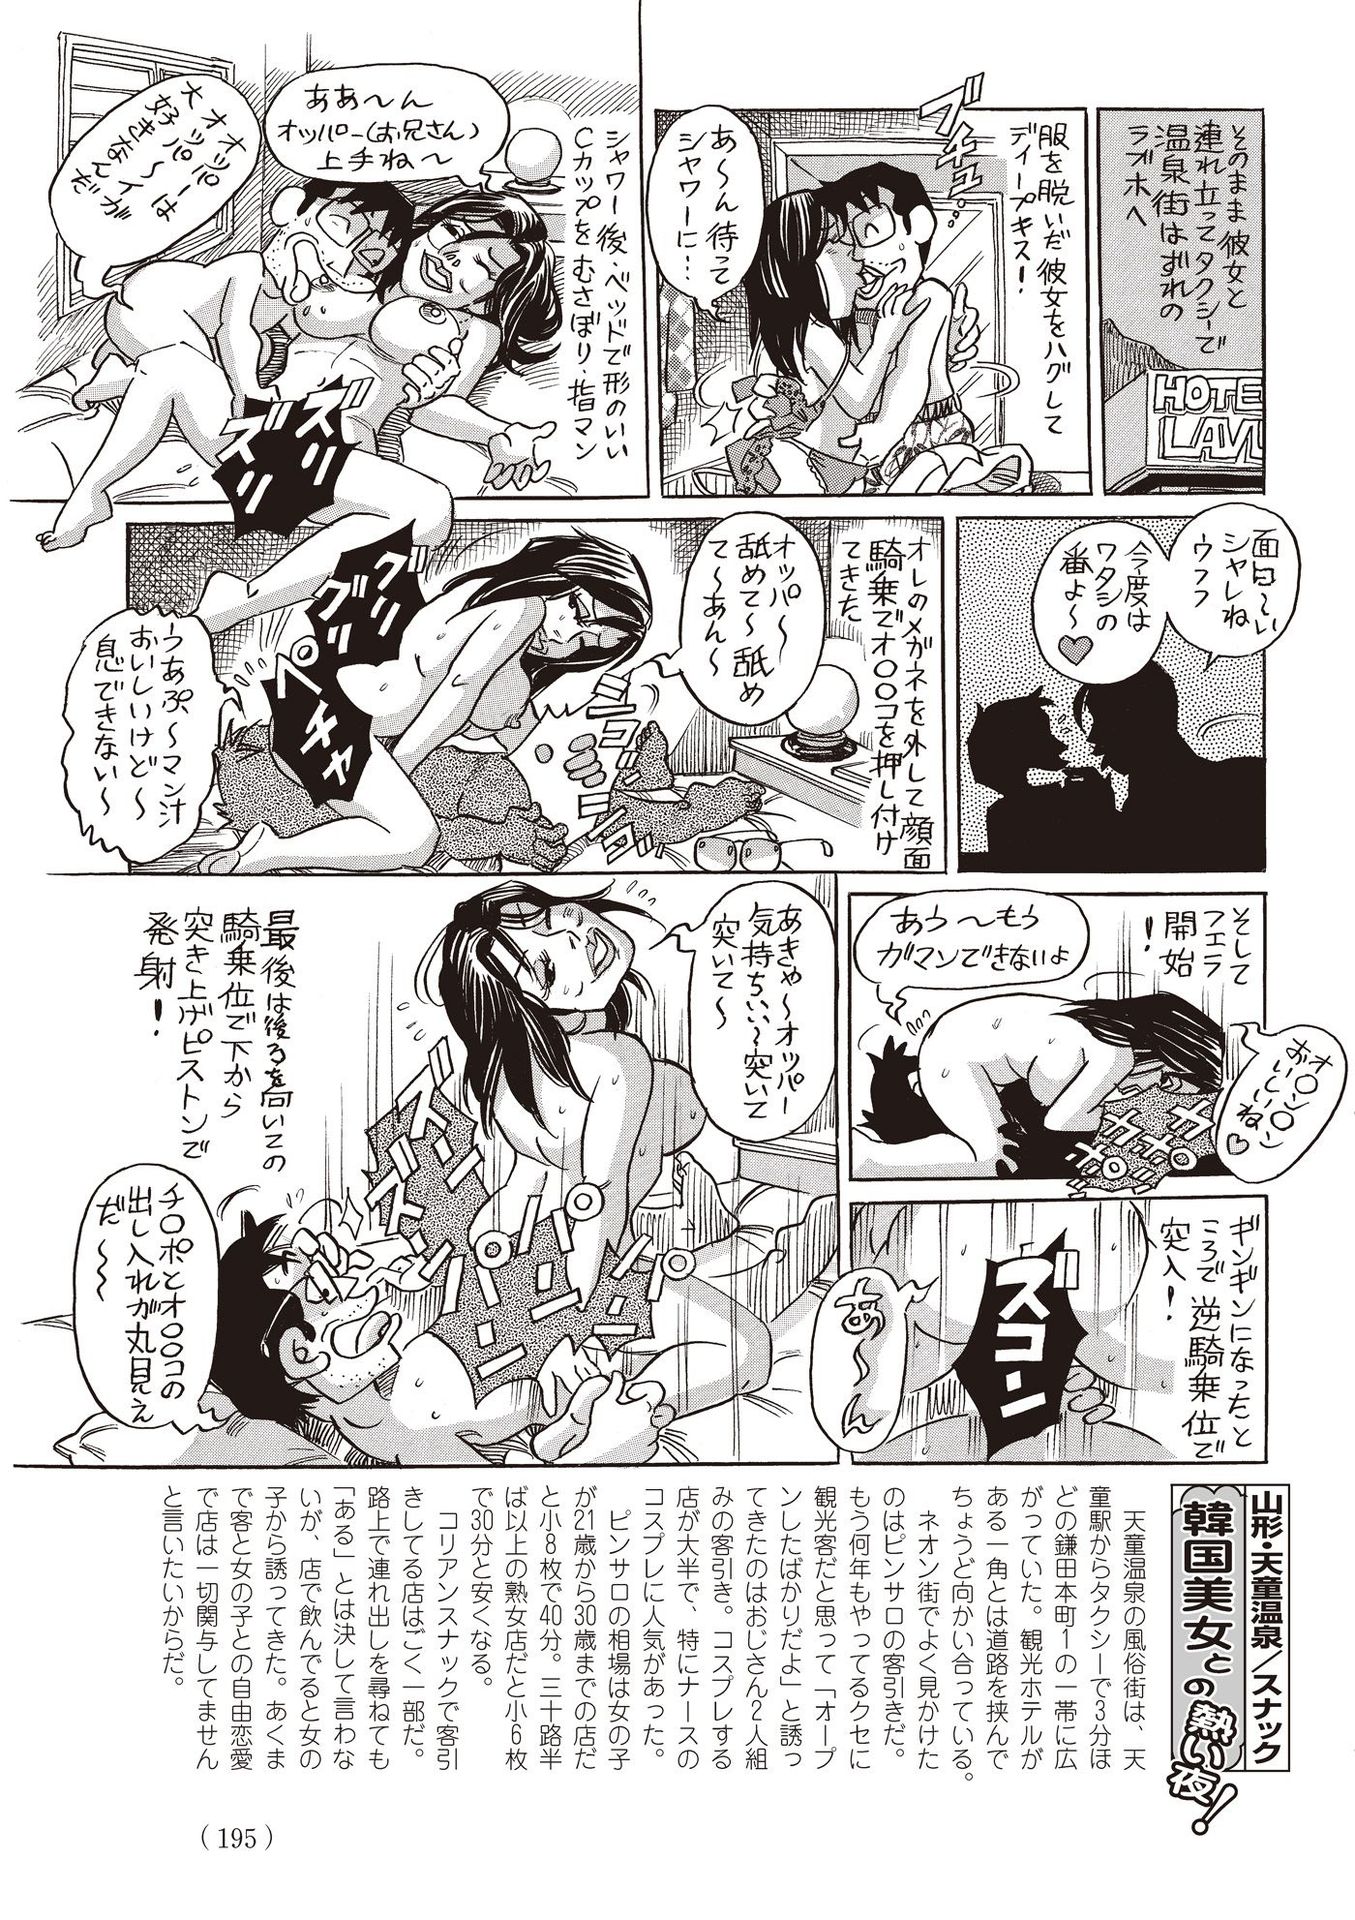 そのまま彼女と
連れ立ってタクシーで
温泉街はずれの
ラブホへ
HOTE
LAVL
服を脱いだ彼女をハグして
ディープキス!
ブチュ…
あ〜ん待って
シャワーに…
シャワー後、ベッドで形のいい
Cカップをむさぼり、指マン
ああ〜ん
オッパー(お兄さん)
上手ね〜
オオオッパーは
オッパ〜イが
大好きなんだ
ズリ
ズリ
面白〜い
シャレね
ウフフ
今度は
ワタシの
番よ〜
オレのメガネを外して顔面
騎乗でオ〇〇コを押し付け
てきた
オッパ〜
舐めて〜舐め
て〜あん〜
グリ
グリ
ペチャ
うあぷ〜マン汁
おいしいけど〜
息できない〜
そして
フェラ
開始
!
あう〜もう
ガマンできないよ
オ〇ン〇ン
おいしいね
カポ
カポ
ポ
ギンギンになったと
ころで逆騎乗位で
突入!
ズコン
あ〜ん
あきゃ〜オッパー
気持ちいい〜突いて
突いて〜
ズン
ズン
パン
パン
パン
最後は後ろを向いての
騎乗位で下から
突き上げピストンで
発射!
チ〇ポとオ〇〇コの
出し入れが丸見え
だ〜
山形・天童温泉/スナック
韓国美女との熱い夜!
天童温泉の風俗街は、天
童駅からタクシーで3分ほ
どの鎌田本町1の一帯に広
がっていた。観光ホテルが
ある一角とは道路を挟んで
ちょうど向かい合っている。
ネオン街でよく見かけた
のはピンサロの客引きだ。
もう何年もやってるクセに
観光客だと思って「オープ
ンしたばかりだよ」と誘っ
てきたのはおじさん2人組
みの客引き。コスプレする
店が大半で、特にナースの
コスプレに人気があった。
ピンサロの相場は女の子
が21歳から30歳までの店だ
と小8枚で40分。三十路半
ば以上の熟女店だと小6枚
で30分と安くなる。
コリアンスナックで客引
きしてる店はごく一部だ。
路上で連れ出しを尋ねても
「ある」とは決して言わな
いが、店で飲んでると女の
子から誘ってきた。あくま
で客と女の子との自由恋愛
で店は一切関与してません
と言いたいからだ。
(195)